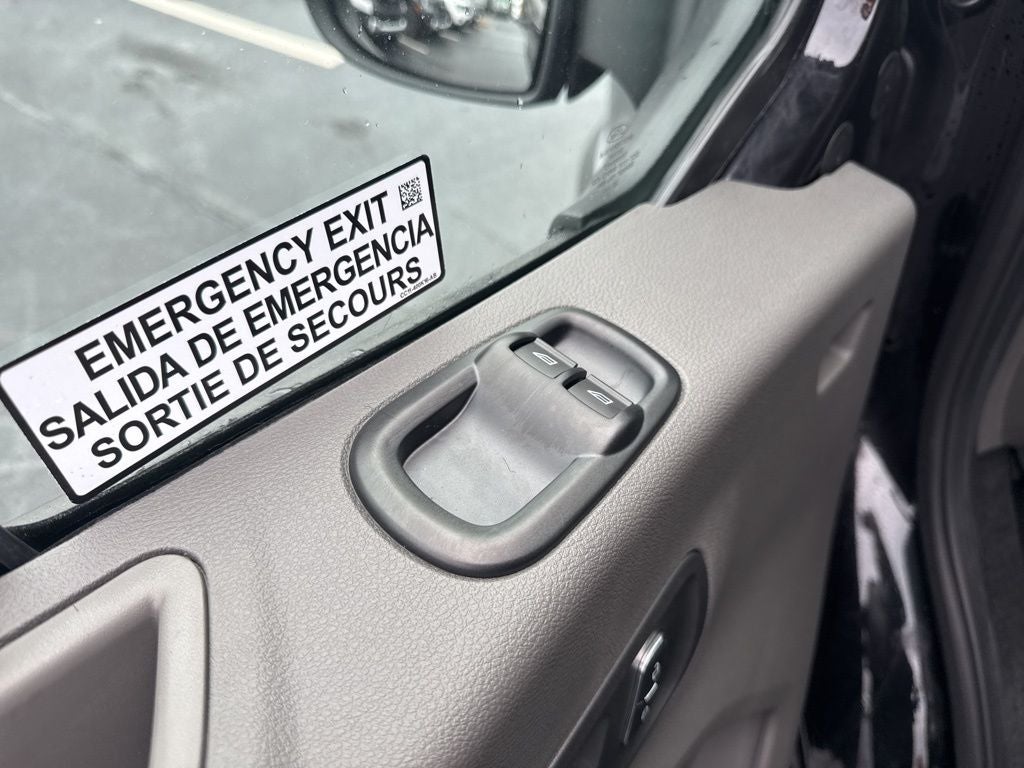 EMERGENCY EXIT
SALIDA DE EMERGENCIA
SORTIE DE SECOURS